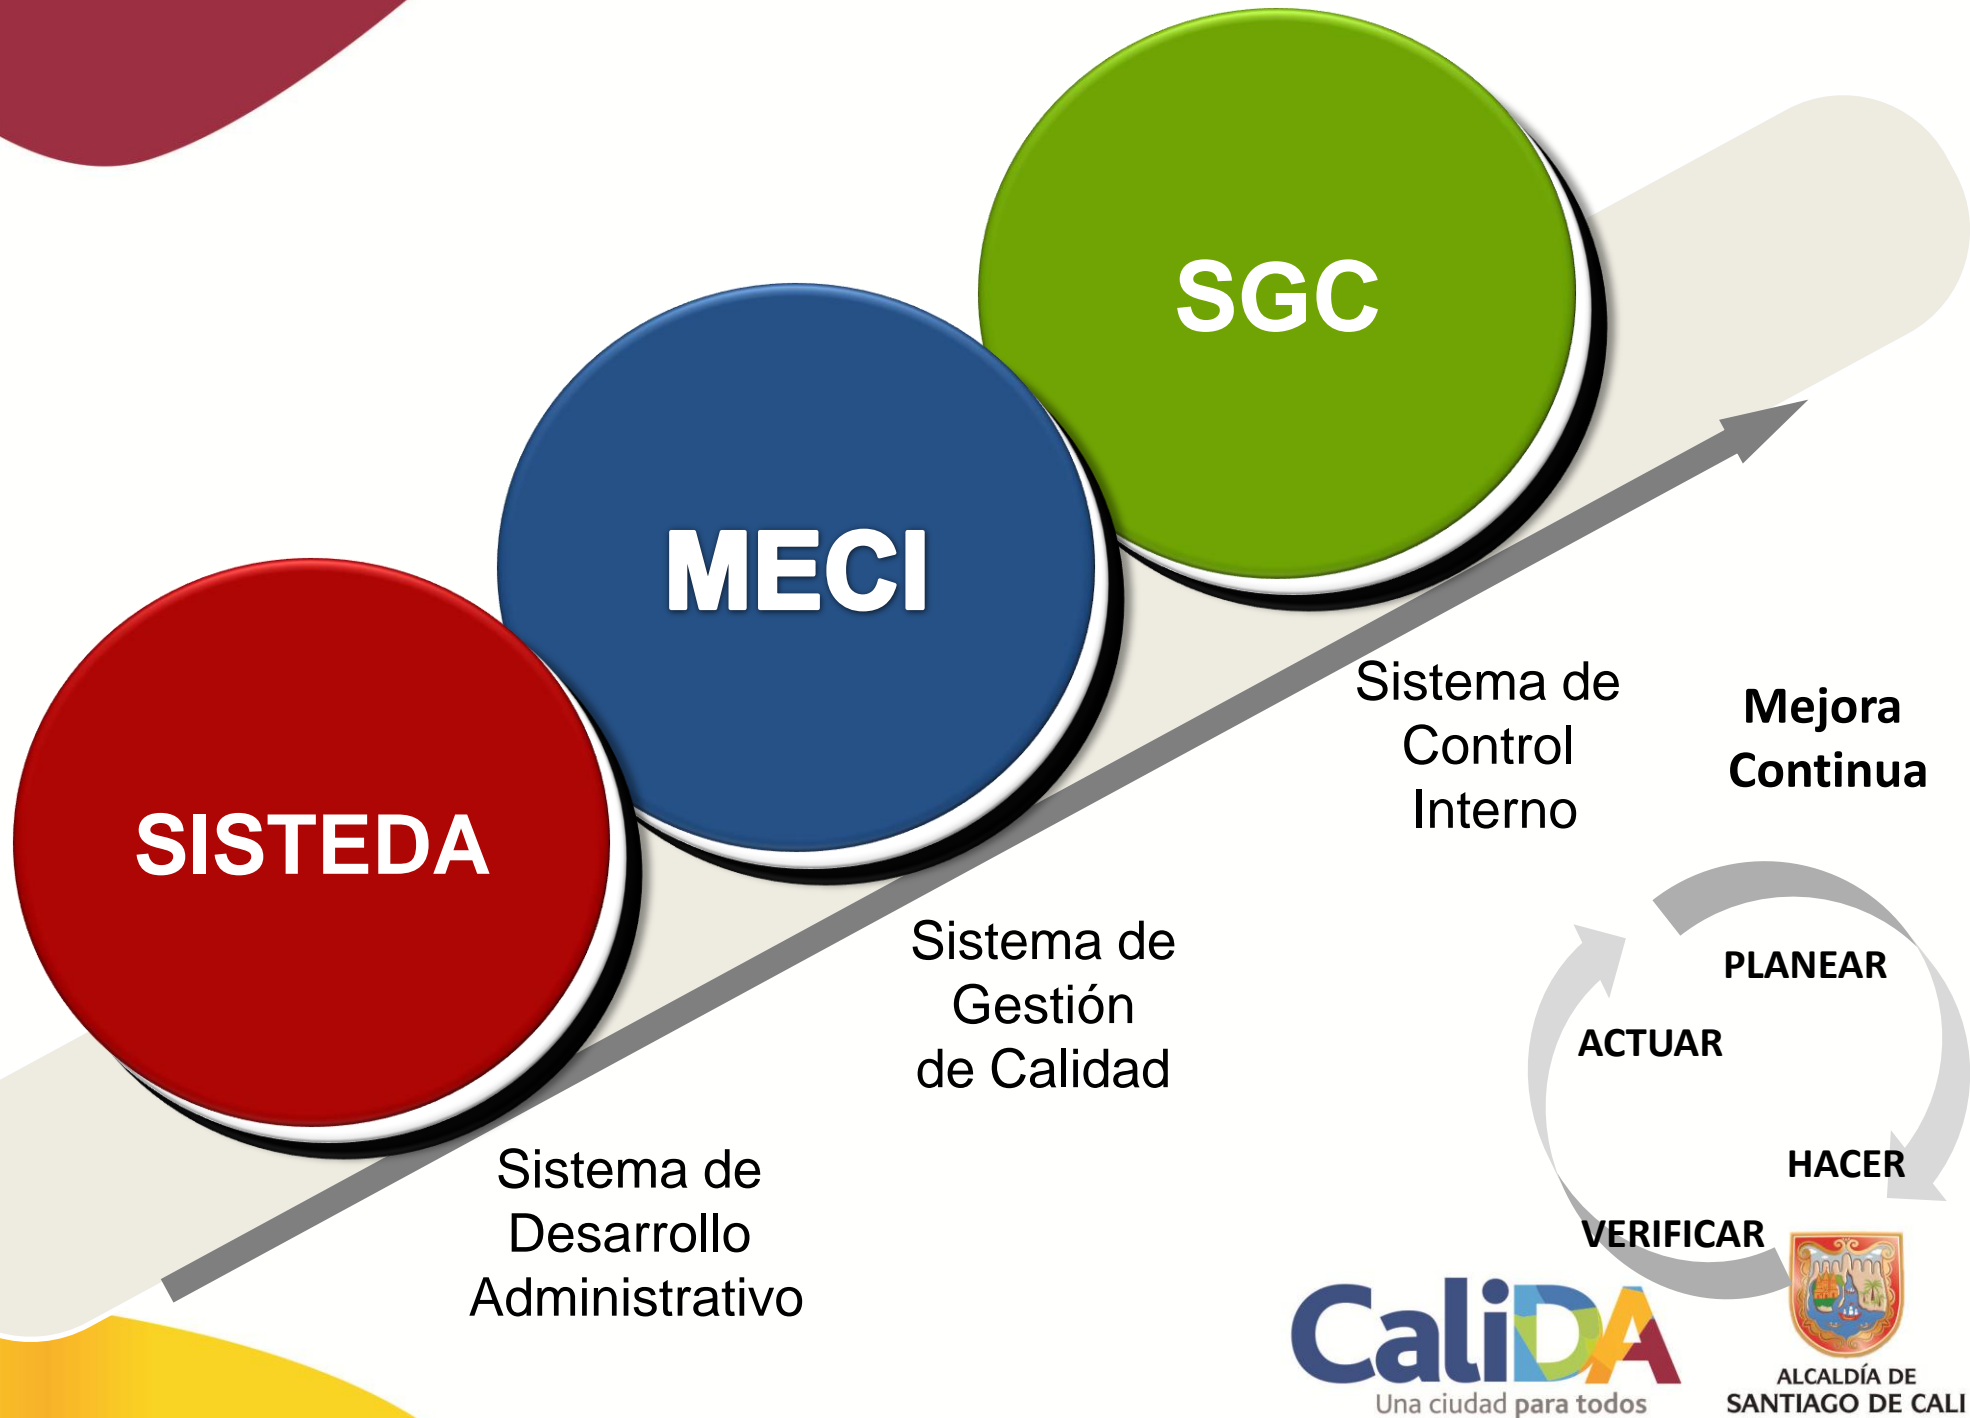 SGC
MECI
SISTEDA
Sistema de
Control
Interno
Mejora
Continua
Sistema de
Gestión
de Calidad
Sistema de
Desarrollo
Administrativo
PLANEAR
ACTUAR
HACER
VERIFICAR
CaliDA
Una ciudad para todos
ALCALDÍA DE
SANTIAGO DE CALI